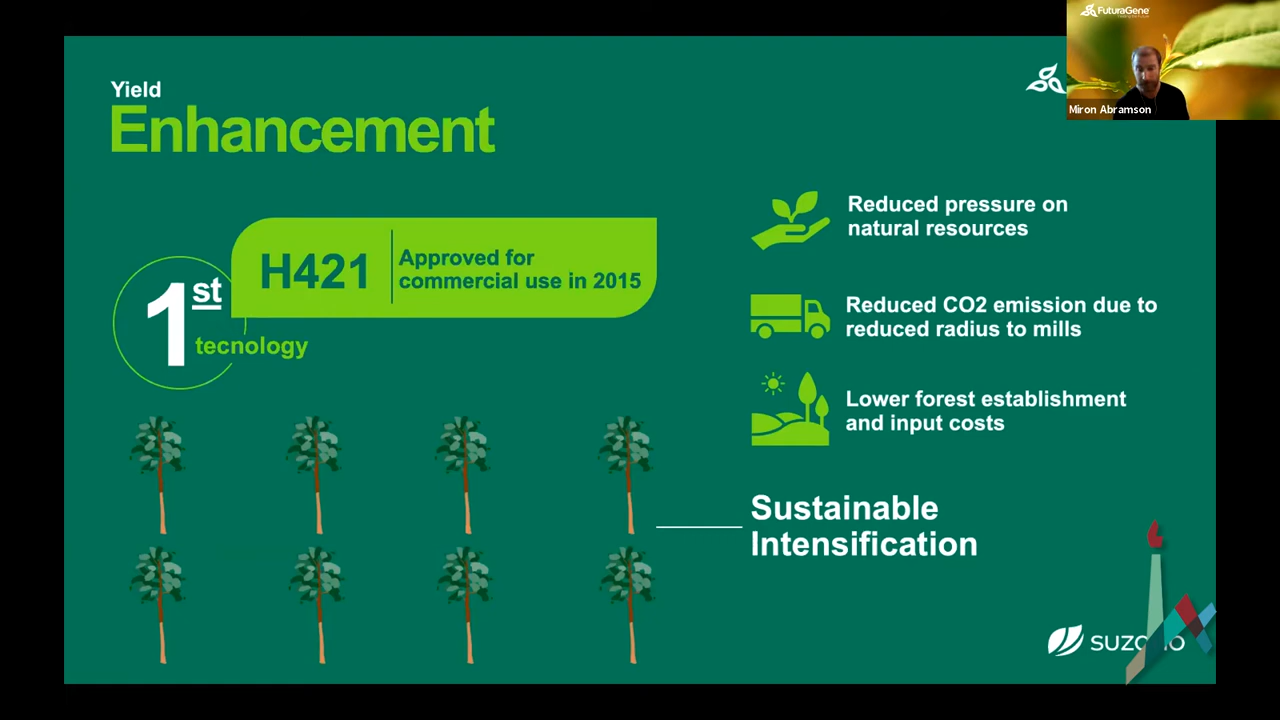 FuturaGene
Miron Abramson
Yield
Enhancement
1st
tecnology
H421
Approved for
commercial use in 2015
Reduced pressure on
natural resources
Reduced CO2 emission due to
reduced radius to mills
Lower forest establishment
and input costs
Sustainable
Intensification